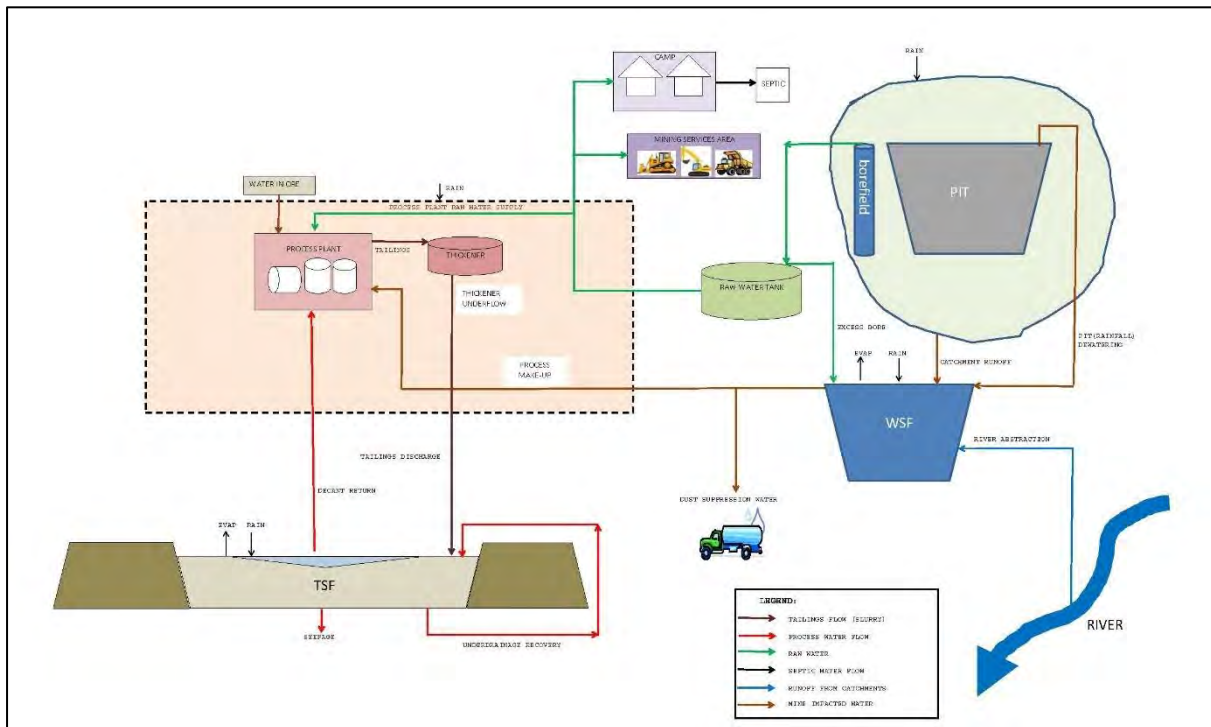 CAMP
SEPTIC
RAIN
MINING SERVICES AREA
borefield
PIT
WATER IN ORE
RAIN
PROCESS PLANT RAW WATER SUPPLY
PROCESS PLANT
TAILINGS
THICKENER
THICKENER
UNDERFLOW
RAW WATER TANK
EXCESS BORE
PIT(RAINFALL)
DEWATERING
EVAP
RAIN
CATCHMENT RUNOFF
PROCESS
MAKE-UP
WSF
RIVER ABSTRACTION
TAILINGS DISCHARGE
DECANT RETURN
DUST SUPPRESSION WATER
EVAP
RAIN
TSF
SEEPAGE
UNDERDRAINAGE RECOVERY
RIVER
LEGEND:
TAILINGS FLOW (SLURRY)
PROCESS WATER FLOW
RAW WATER
SEPTIC WATER FLOW
RUNOFF FROM CATCHMENTS
MINE IMPACTED WATER